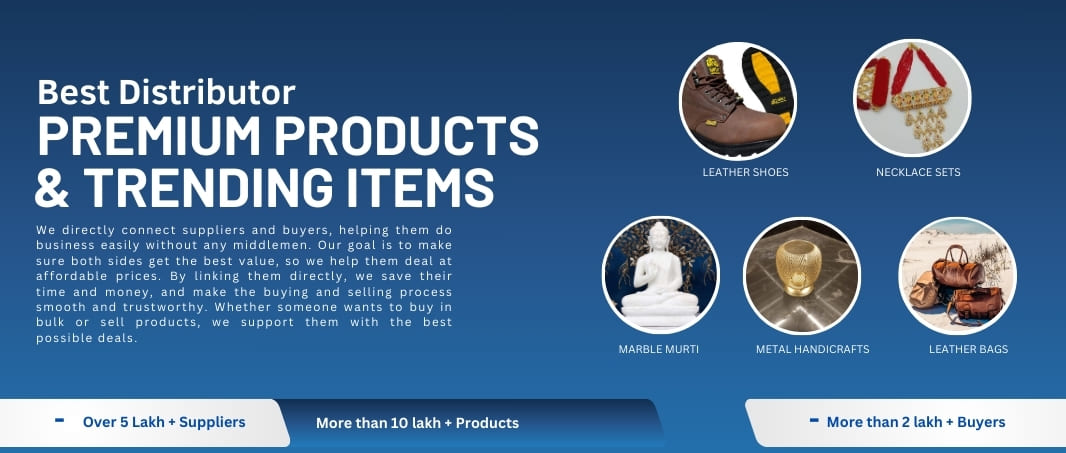 Best Distributor
PREMIUM PRODUCTS
& TRENDING ITEMS
We directly connect suppliers and buyers, helping them do
business easily without any middlemen. Our goal is to make
sure both sides get the best value, so we help them deal at
affordable prices. By linking them directly, we save their
time and money, and make the buying and selling process
smooth and trustworthy. Whether someone wants to buy in
bulk or sell products, we support them with the best
possible deals.
LEATHER SHOES
NECKLACE SETS
MARBLE MURTI
METAL HANDICRAFTS
LEATHER BAGS
- Over 5 Lakh + Suppliers
More than 10 lakh + Products
- More than 2 lakh + Buyers